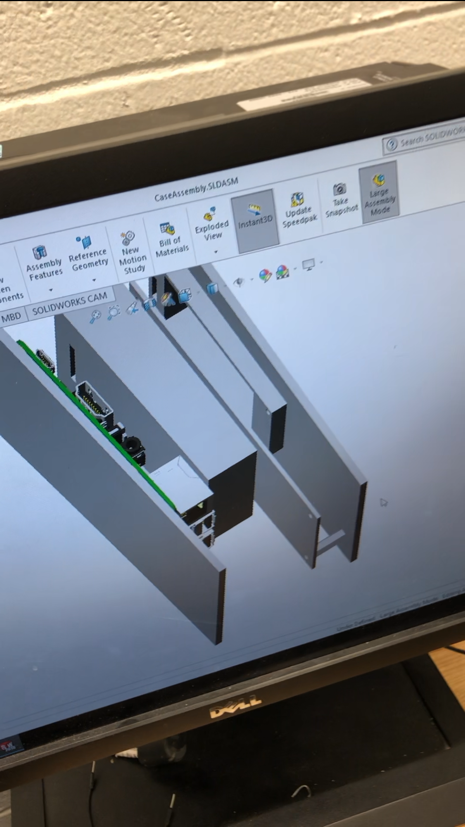 Search SOLIDWOR
CaseAssembly.SLDASM
Assembly
Features
Reference
Geometry
New
Motion
Study
Bill of
Materials
Exploded
View
Instant3D
Update
Speedpak
Take
Snapshot
Large
Assembly
Mode
MBD
SOLIDWORKS CAM
DELL